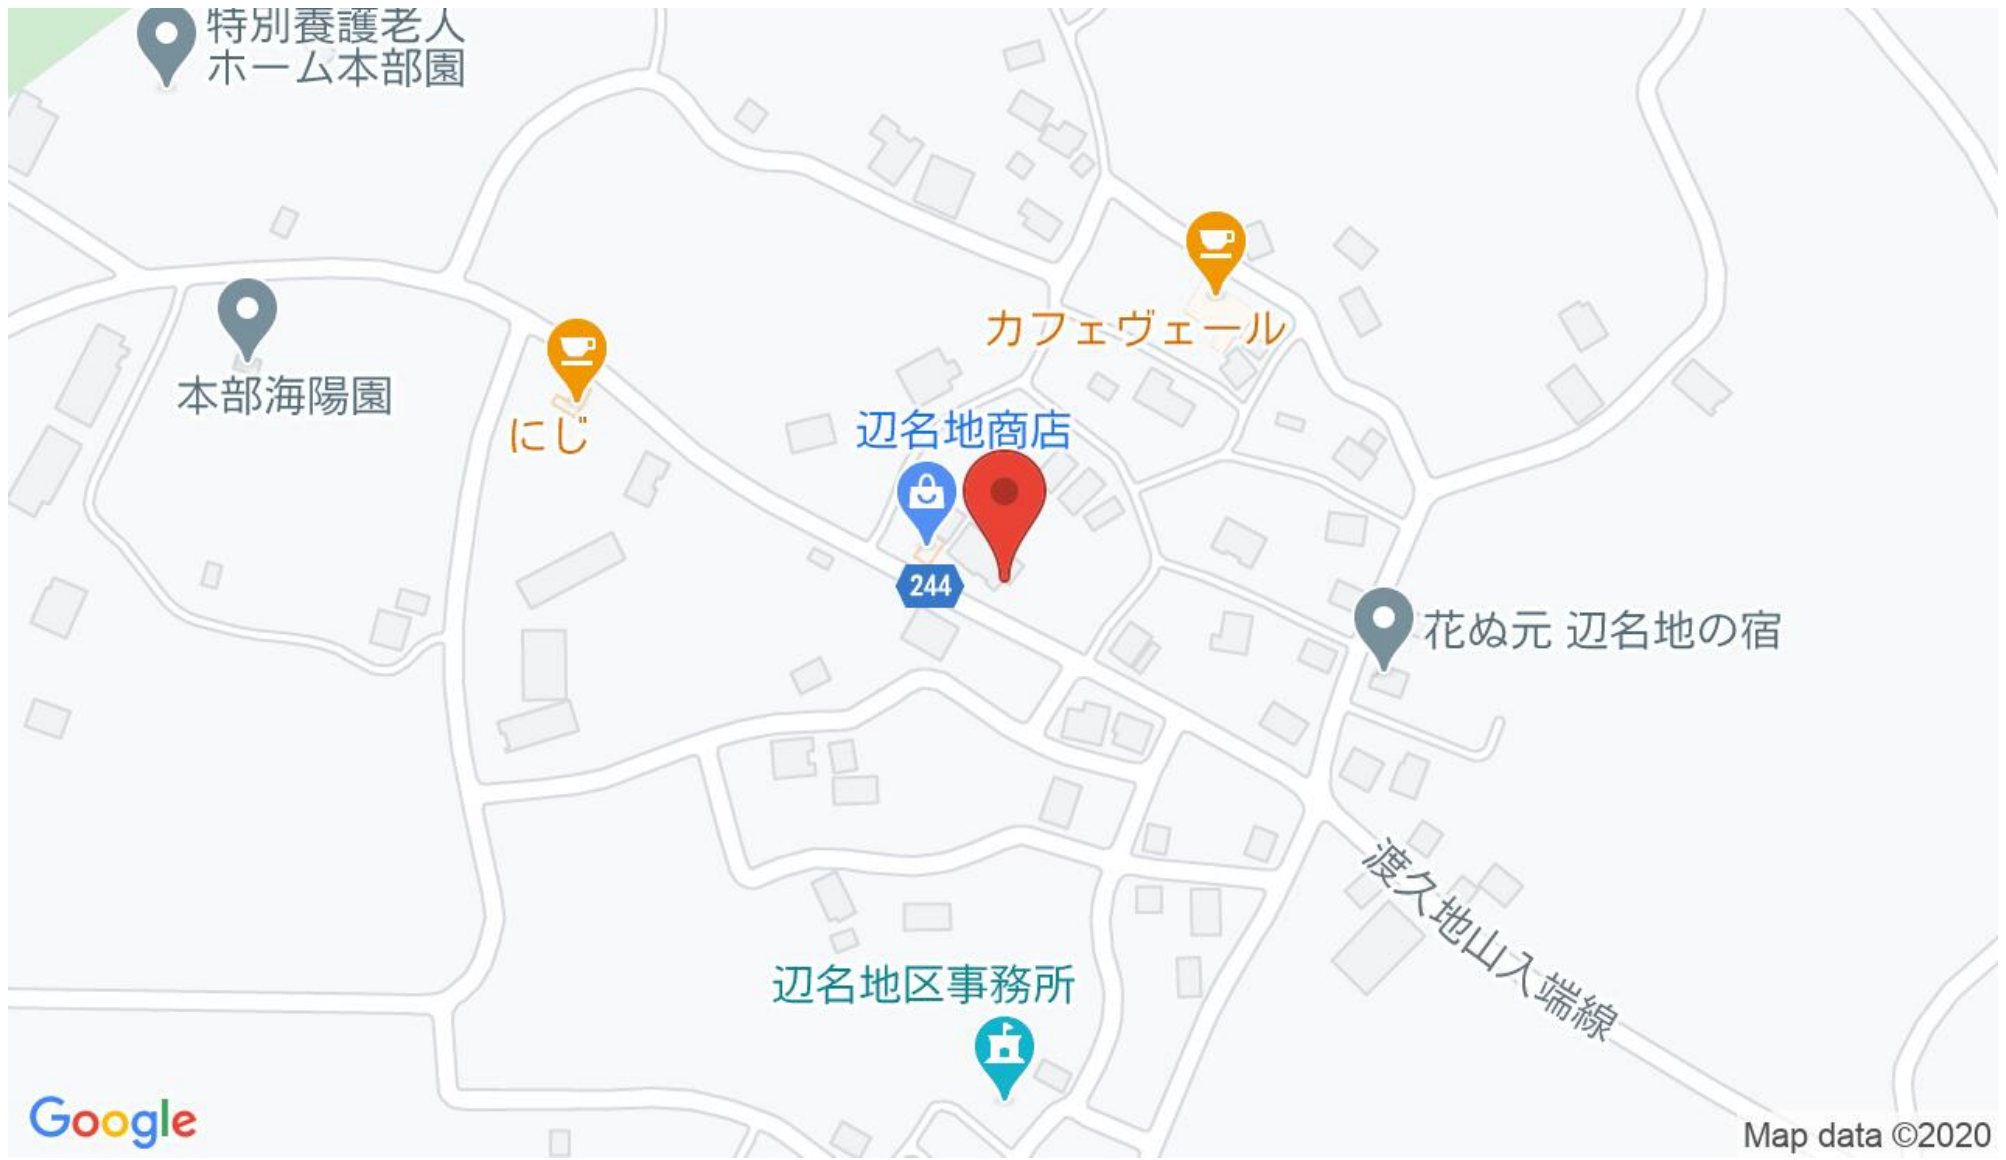 特別養護老人
ホーム本部園
カフェヴェール
本部海陽園
にじ
辺名地商店
244
花ぬ元 辺名地の宿
渡久地山入端線
辺名地区事務所
Google
Map data ©2020